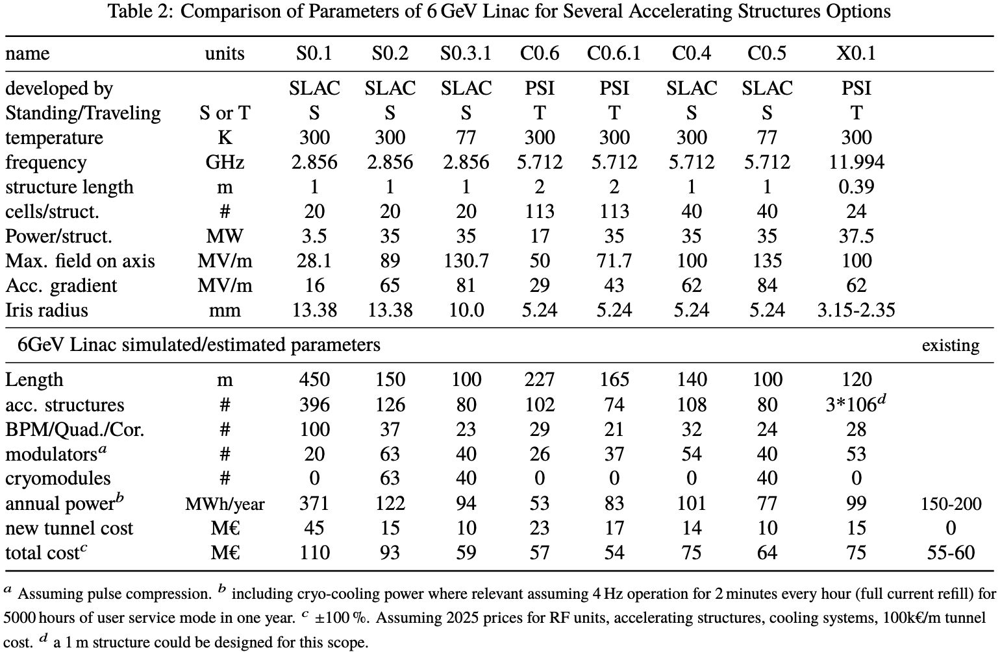 Table 2: Comparison of Parameters of 6 GeV Linac for Several Accelerating Structures Options
name units S0.1 S0.2 S0.3.1 C0.6 C0.6.1 C0.4 C0.5 X0.1
developed by SLAC SLAC SLAC PSI PSI SLAC SLAC PSI
Standing/Traveling S or T S S S T T S S T
temperature K 300 300 77 300 300 300 77 300
frequency GHz 2.856 2.856 2.856 5.712 5.712 5.712 5.712 11.994
structure length m 1 1 1 2 2 1 1 0.39
cells/struct. # 20 20 20 113 113 40 40 24
Power/struct. MW 3.5 35 35 17 35 35 35 37.5
Max. field on axis MV/m 28.1 89 130.7 50 71.7 100 135 100
Acc. gradient MV/m 16 65 81 29 43 62 84 62
Iris radius mm 13.38 13.38 10.0 5.24 5.24 5.24 5.24 3.15-2.35
6GeV Linac simulated/estimated parameters existing
Length m 450 150 100 227 165 140 100 120
acc. structures # 396 126 80 102 74 108 80 3*106d
BPM/Quad./Cor. # 100 37 23 29 21 32 24 28
modulatorsa # 20 63 40 26 37 54 40 53
cryomodules # 0 63 40 0 0 0 40 0
annual powerb MWh/year 371 122 94 53 83 101 77 99 150-200
new tunnel cost M€ 45 15 10 23 17 14 10 15 0
total costc M€ 110 93 59 57 54 75 64 75 55-60
a Assuming pulse compression. b including cryo-cooling power where relevant assuming 4 Hz operation for 2 minutes every hour (full current refill) for
5000 hours of user service mode in one year. c ±100 %. Assuming 2025 prices for RF units, accelerating structures, cooling systems, 100k€/m tunnel
cost. d a 1 m structure could be designed for this scope.